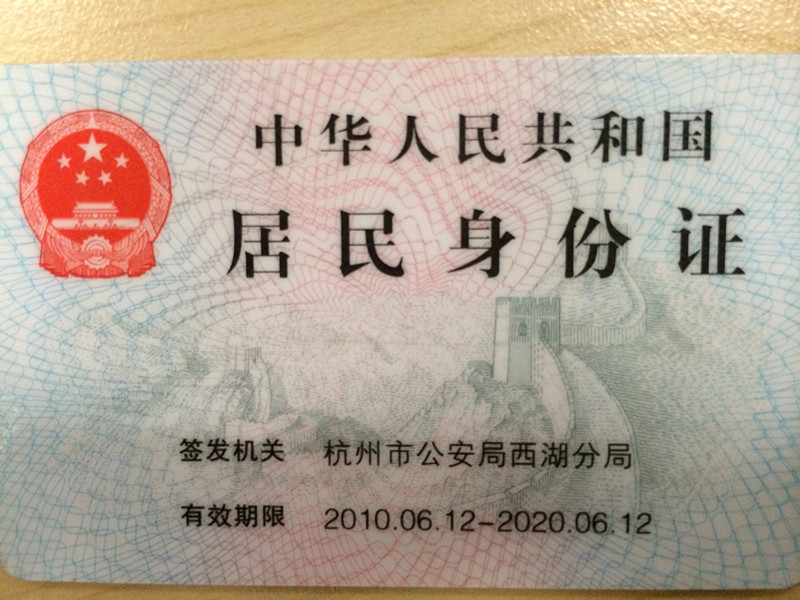 中华人民共和国
居民身份证
签发机关 杭州市公安局西湖分局
有效期限 2010.06.12-2020.06.12